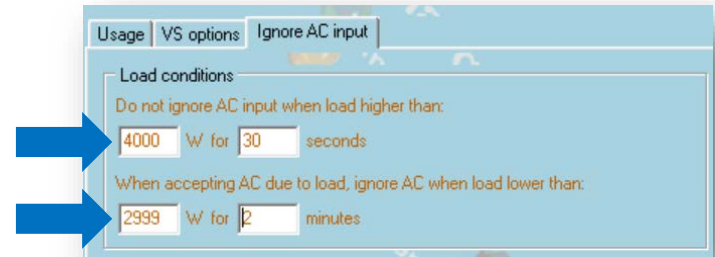 Usage VS options Ignore AC input
Load conditions
Do not ignore AC input when load higher than:
4000 W for 30 seconds
When accepting AC due to load, ignore AC when load lower than:
2999 W for 2 minutes